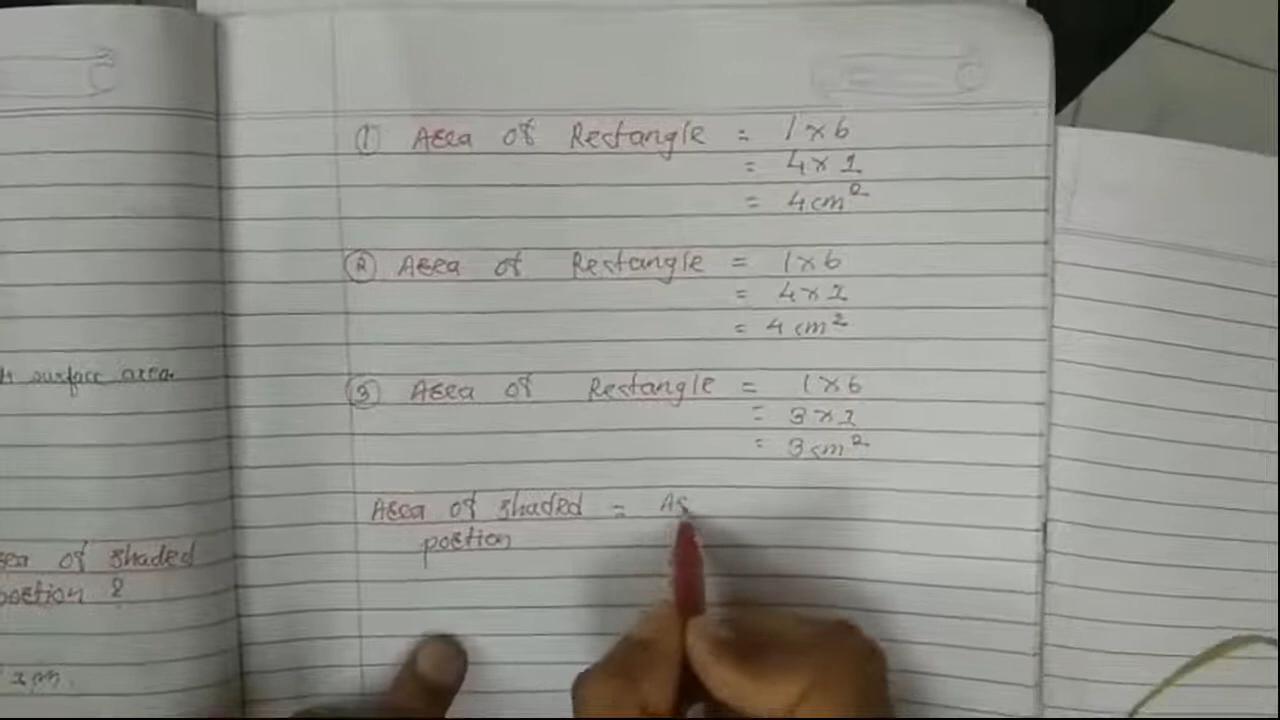 ① Area of Rectangle = l x b
= 4 x 1
= 4 cm²
② Area of Rectangle = l x b
= 4 x 1
= 4 cm²
③ Area of Rectangle = l x b
= 3 x 1
= 3 cm²
Area of shaded = Ar
portion
surface area
of shaded
portion ?